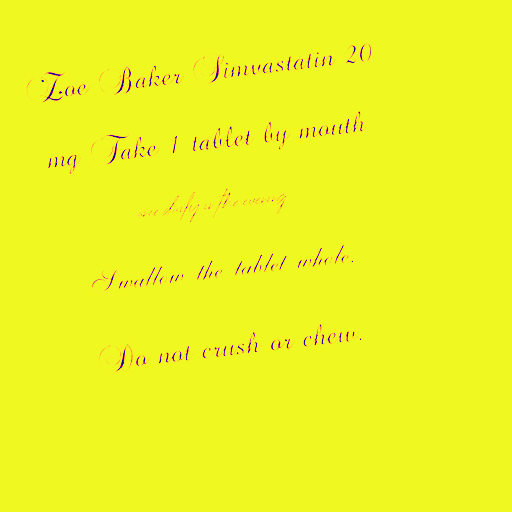 Zoe Baker Simvastatin 20
mg Take 1 tablet by mouth
Swallow the tablet whole.
Do not crush or chew.